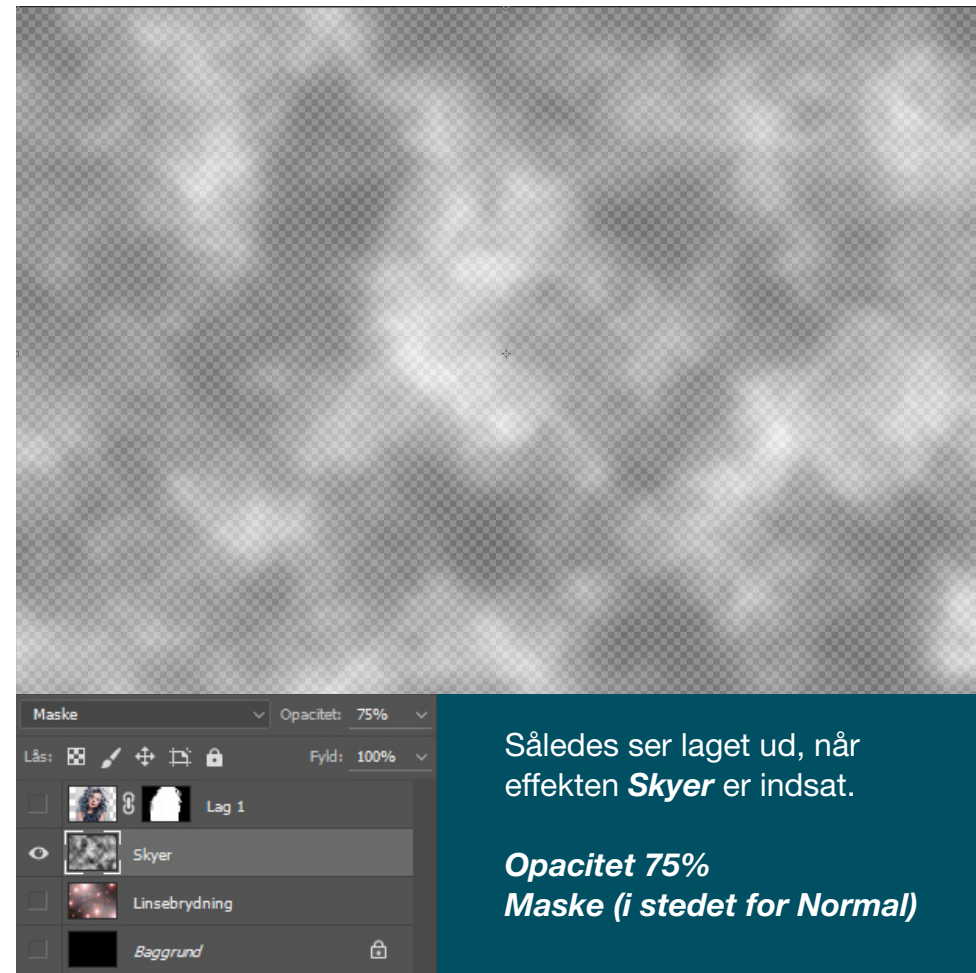 Maske Opacitet: 75%
Lås: Fyld: 100%
Lag 1
Skyer
Linsebrydning
Baggrund
Således ser laget ud, når
effekten Skyer er indsat.
Opacitet 75%
Maske (i stedet for Normal)